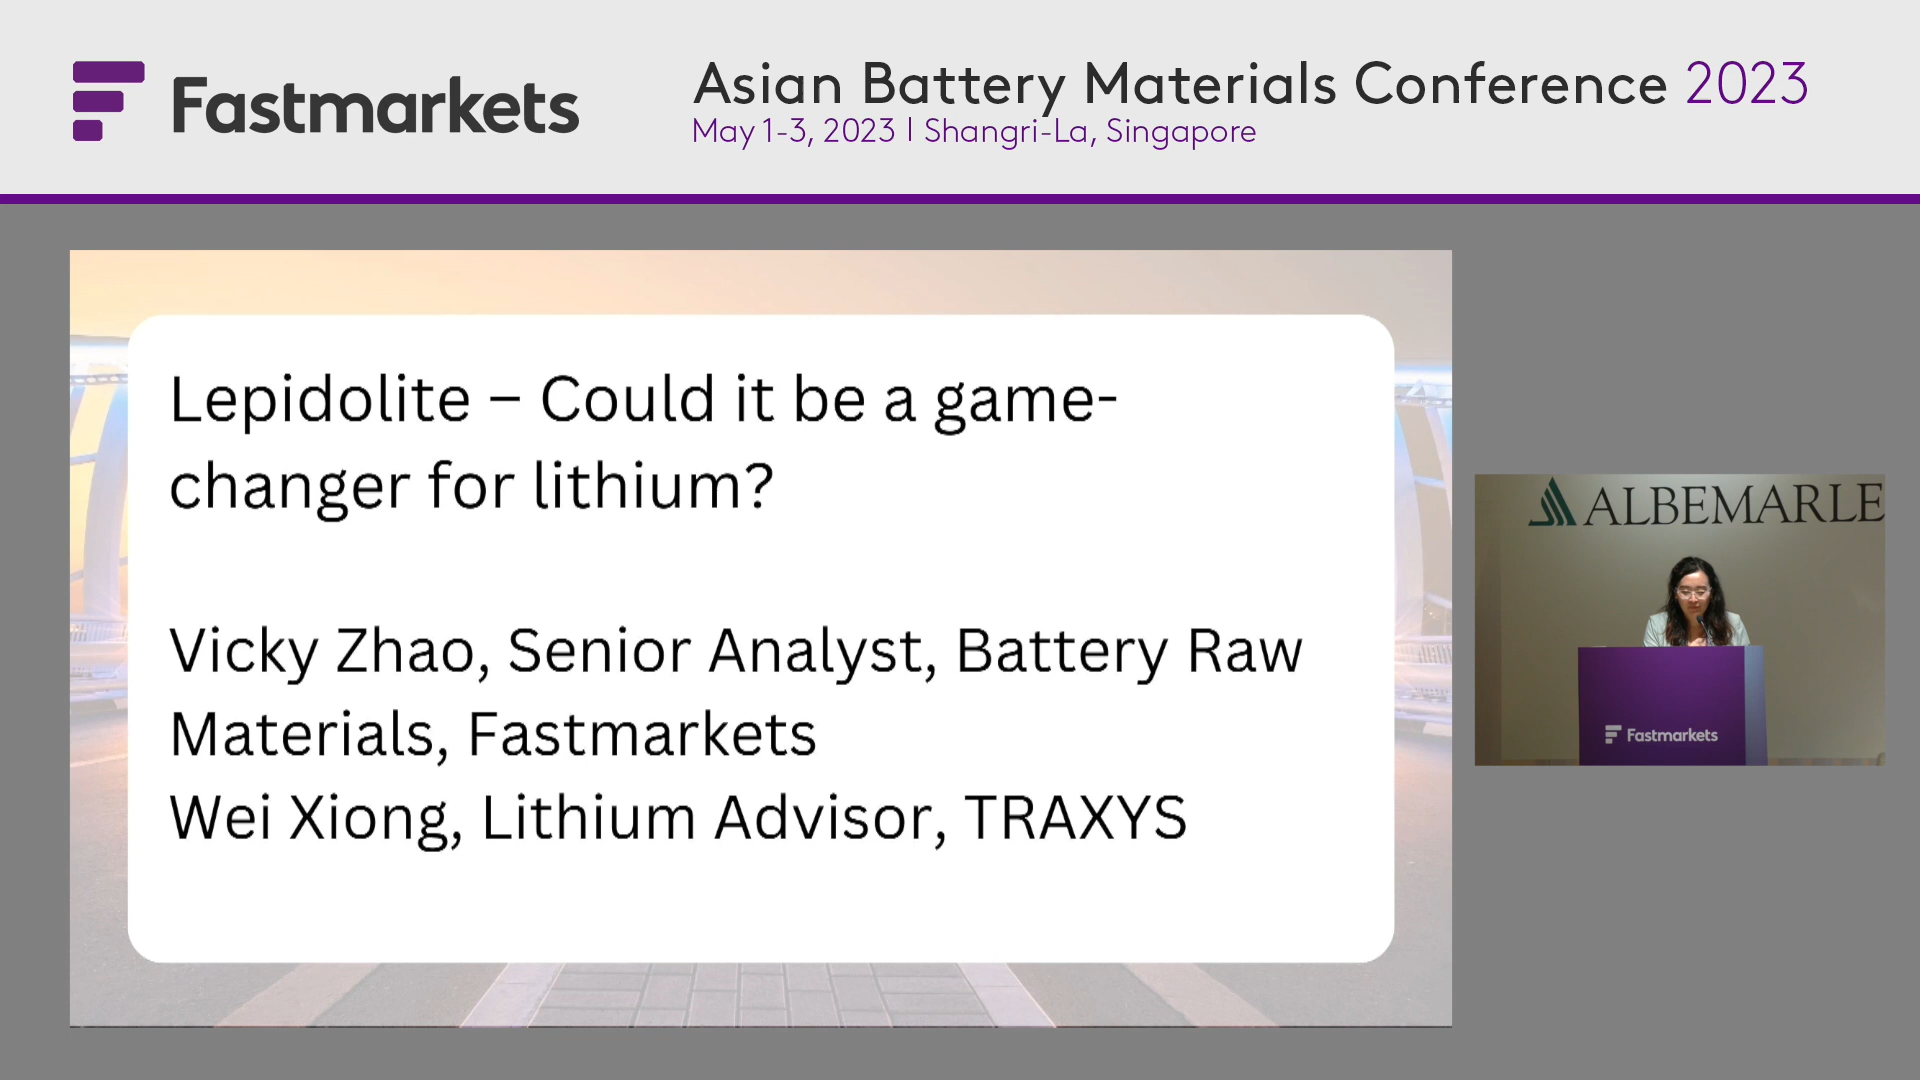 Fastmarkets
Asian Battery Materials Conference 2023
May 1-3, 2023 | Shangri-La, Singapore
Lepidolite – Could it be a game-
changer for lithium?
Vicky Zhao, Senior Analyst, Battery Raw
Materials, Fastmarkets
Wei Xiong, Lithium Advisor, TRAXYS
ALBEMARLE
Fastmarkets